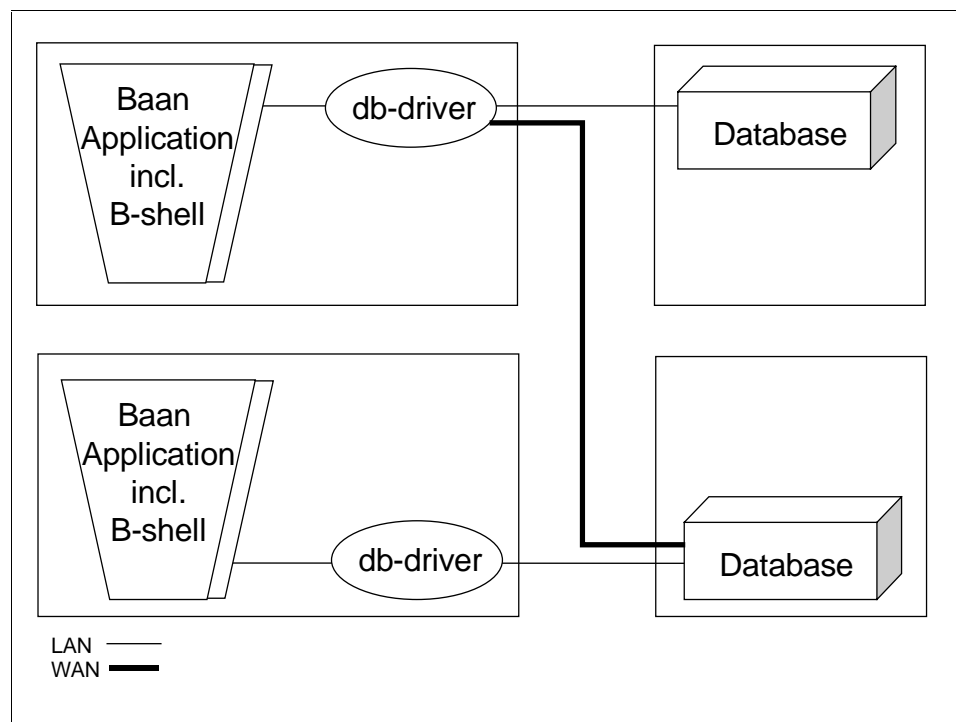 Baan
Application
incl.
B-shell
db-driver
Database
Baan
Application
incl.
B-shell
db-driver
Database
LAN
WAN